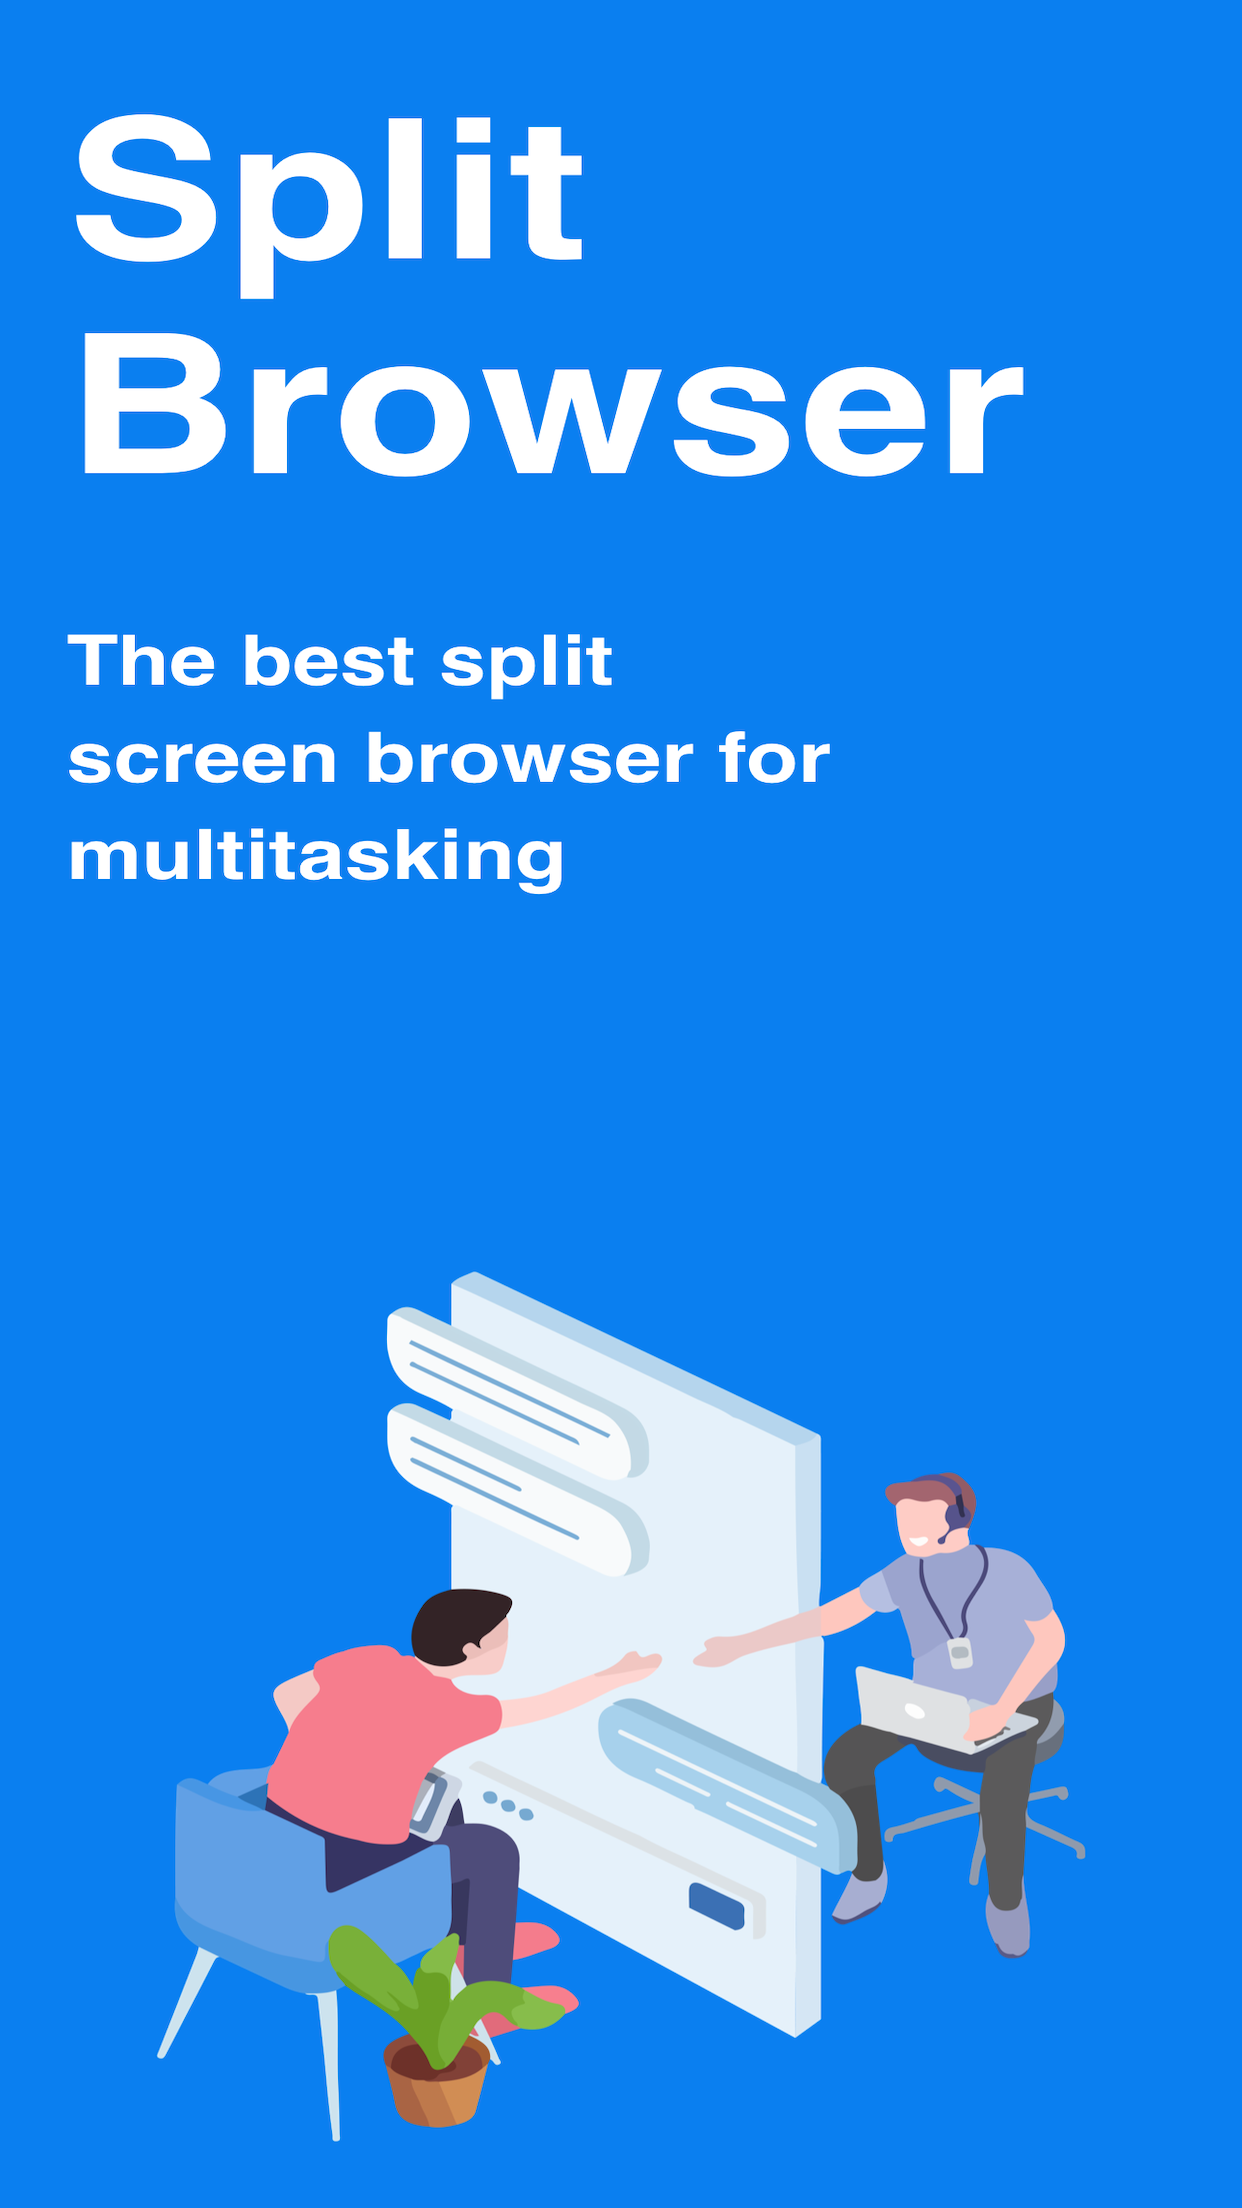 Split
Browser
The best split
screen browser for
multitasking